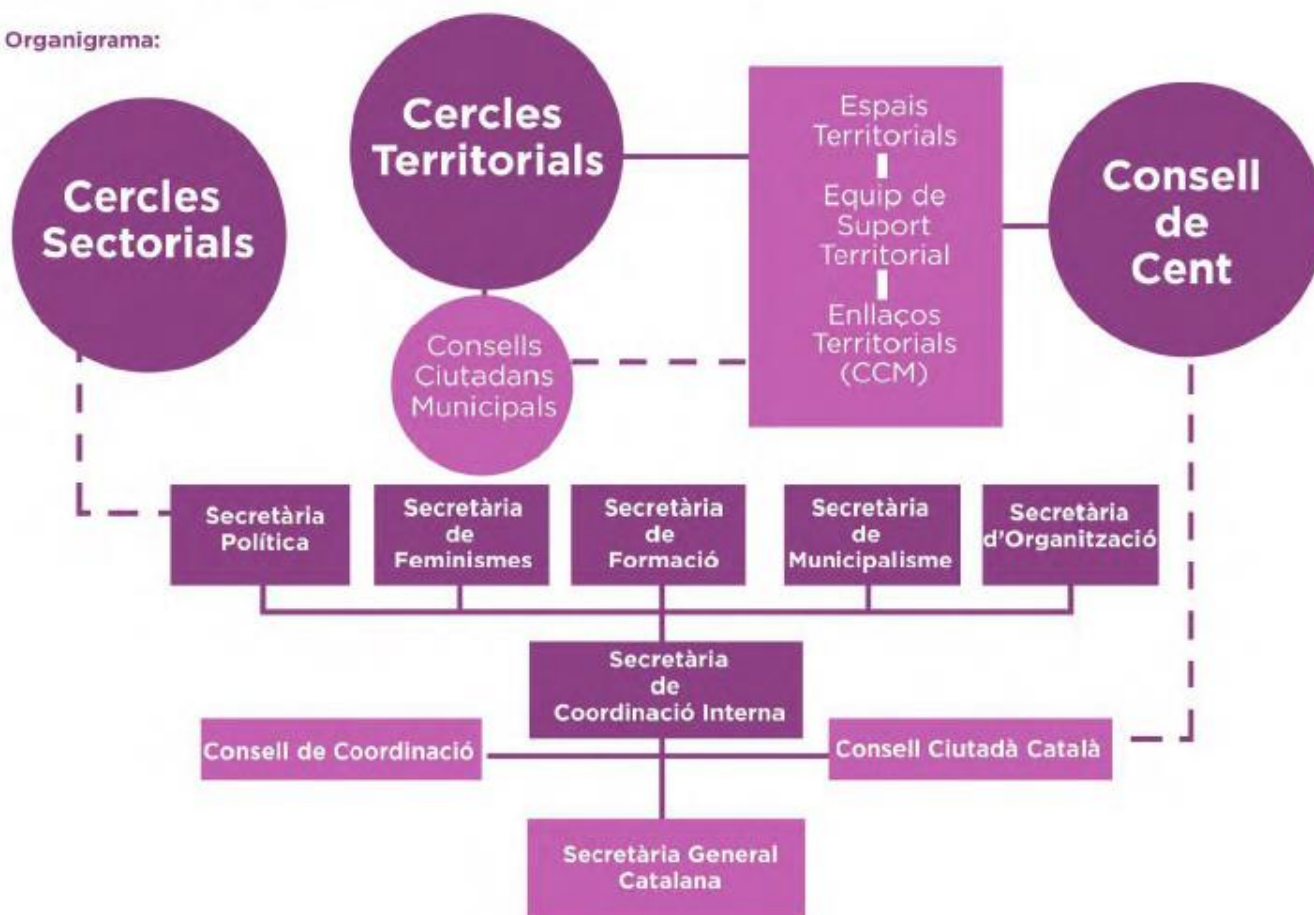 Organigrama:
Cercles
Sectorials
Cercles
Territorials
Espais
Territorials
Equip de
Suport
Territorial
Enllaços
Territorials
(CCM)
Consell
de
Cent
Consells
Ciutadans
Municipals
Secretària
Política
Secretària
de
Feminismes
Secretària
de
Formació
Secretària
de
Municipalisme
Secretària
d'Organització
Secretària
de
Coordinació Interna
Consell de Coordinació
Consell Ciutadà Català
Secretària General
Catalana